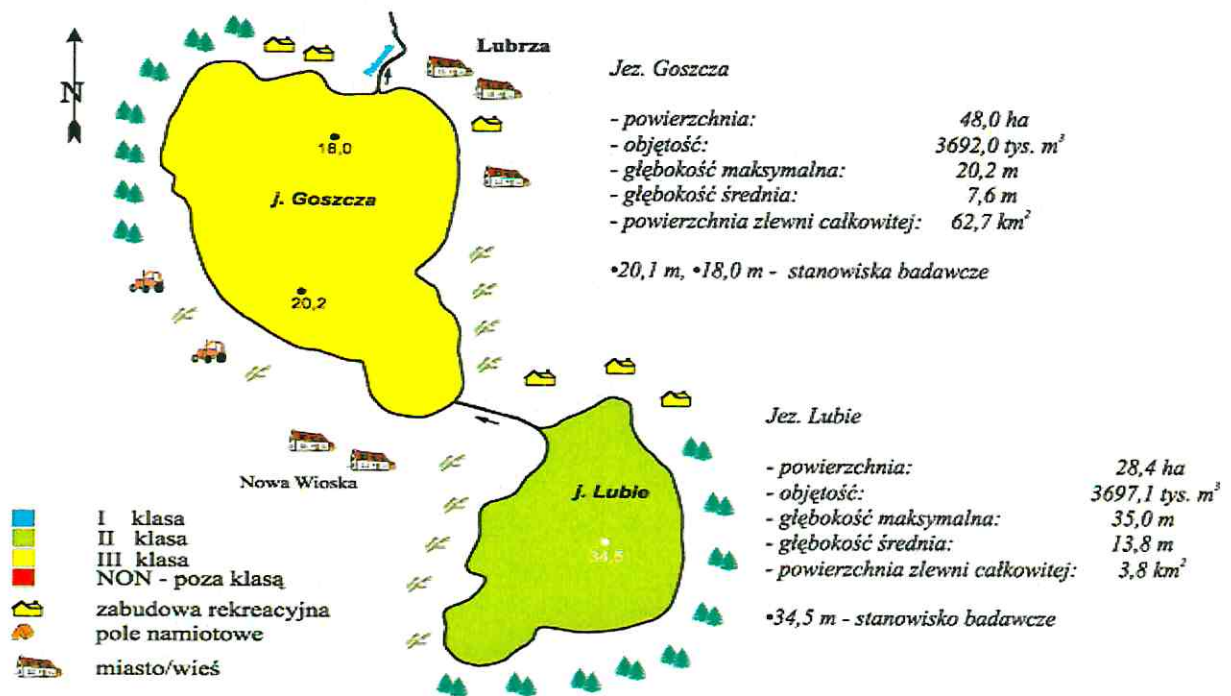 N
Lubrza
18,0
j. Goszcza
20,2
Nowa Wioska
j. Lubie
34,5
Jez. Goszcza
- powierzchnia: 48,0 ha
- objętość: 3692,0 tys. m³
- głębokość maksymalna: 20,2 m
- głębokość średnia: 7,6 m
- powierzchnia zlewni całkowitej: 62,7 km²
•20,1 m, •18,0 m - stanowiska badawcze
Jez. Lubie
- powierzchnia: 28,4 ha
- objętość: 3697,1 tys. m³
- głębokość maksymalna: 35,0 m
- głębokość średnia: 13,8 m
- powierzchnia zlewni całkowitej: 3,8 km²
•34,5 m - stanowisko badawcze
I klasa
II klasa
III klasa
NON - poza klasą
zabudowa rekreacyjna
pole namiotowe
miasto/wieś